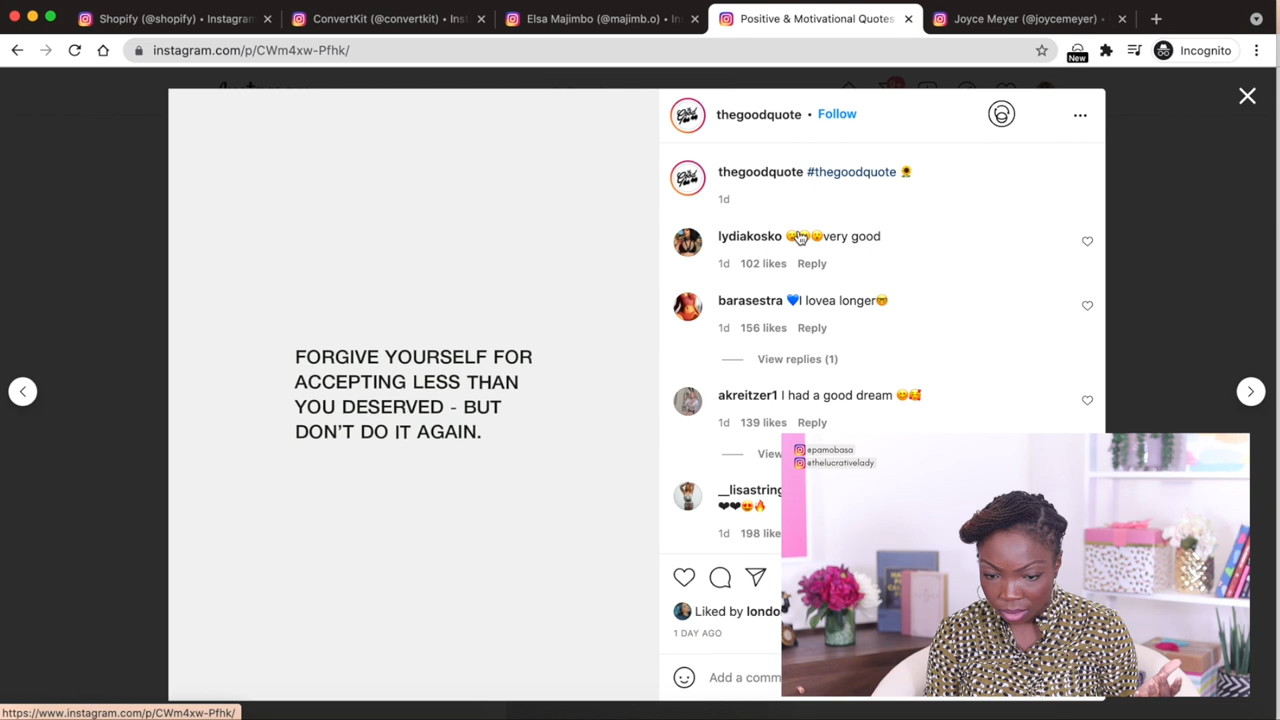 Shopify (@shopify) • Instagram
ConvertKit (@convertkit) • Inst
Elsa Majimbo (@majimb.o) • In
Positive & Motivational Quotes
Joyce Meyer (@joycemeyer) •
instagram.com/p/CWm4xw-Pfhk/
New
Incognito
thegoodquote • Follow
thegoodquote #thegoodquote 🌻
1d
lydiakosko 😄😄😮very good
1d 102 likes Reply
barasestra 💙I lovea longer🤓
1d 156 likes Reply
View replies (1)
akreitzer1 I had a good dream 😊🥰
1d 139 likes Reply
View
__lisastring
❤❤😍🔥
1d 198 like
FORGIVE YOURSELF FOR
ACCEPTING LESS THAN
YOU DESERVED - BUT
DON'T DO IT AGAIN.
@pamobasa
@thelucrativelady
Liked by londo
1 DAY AGO
Add a comm
https://www.instagram.com/p/CWm4xw-Pfhk/